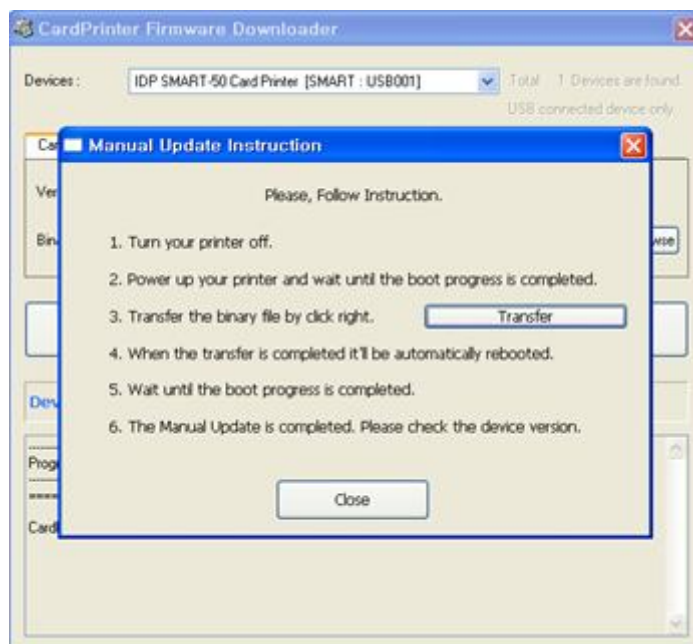 CardPrinter Firmware Downloader
Devices : IDP SMART-50 Card Printer [SMART : USB001] Total 1 Devices are found.
USB connected device only.
Manual Update Instruction
Please, Follow Instruction.
1. Turn your printer off.
2. Power up your printer and wait until the boot progress is completed.
3. Transfer the binary file by click right. Transfer
4. When the transfer is completed it'll be automatically rebooted.
5. Wait until the boot progress is completed.
6. The Manual Update is completed. Please check the device version.
Close